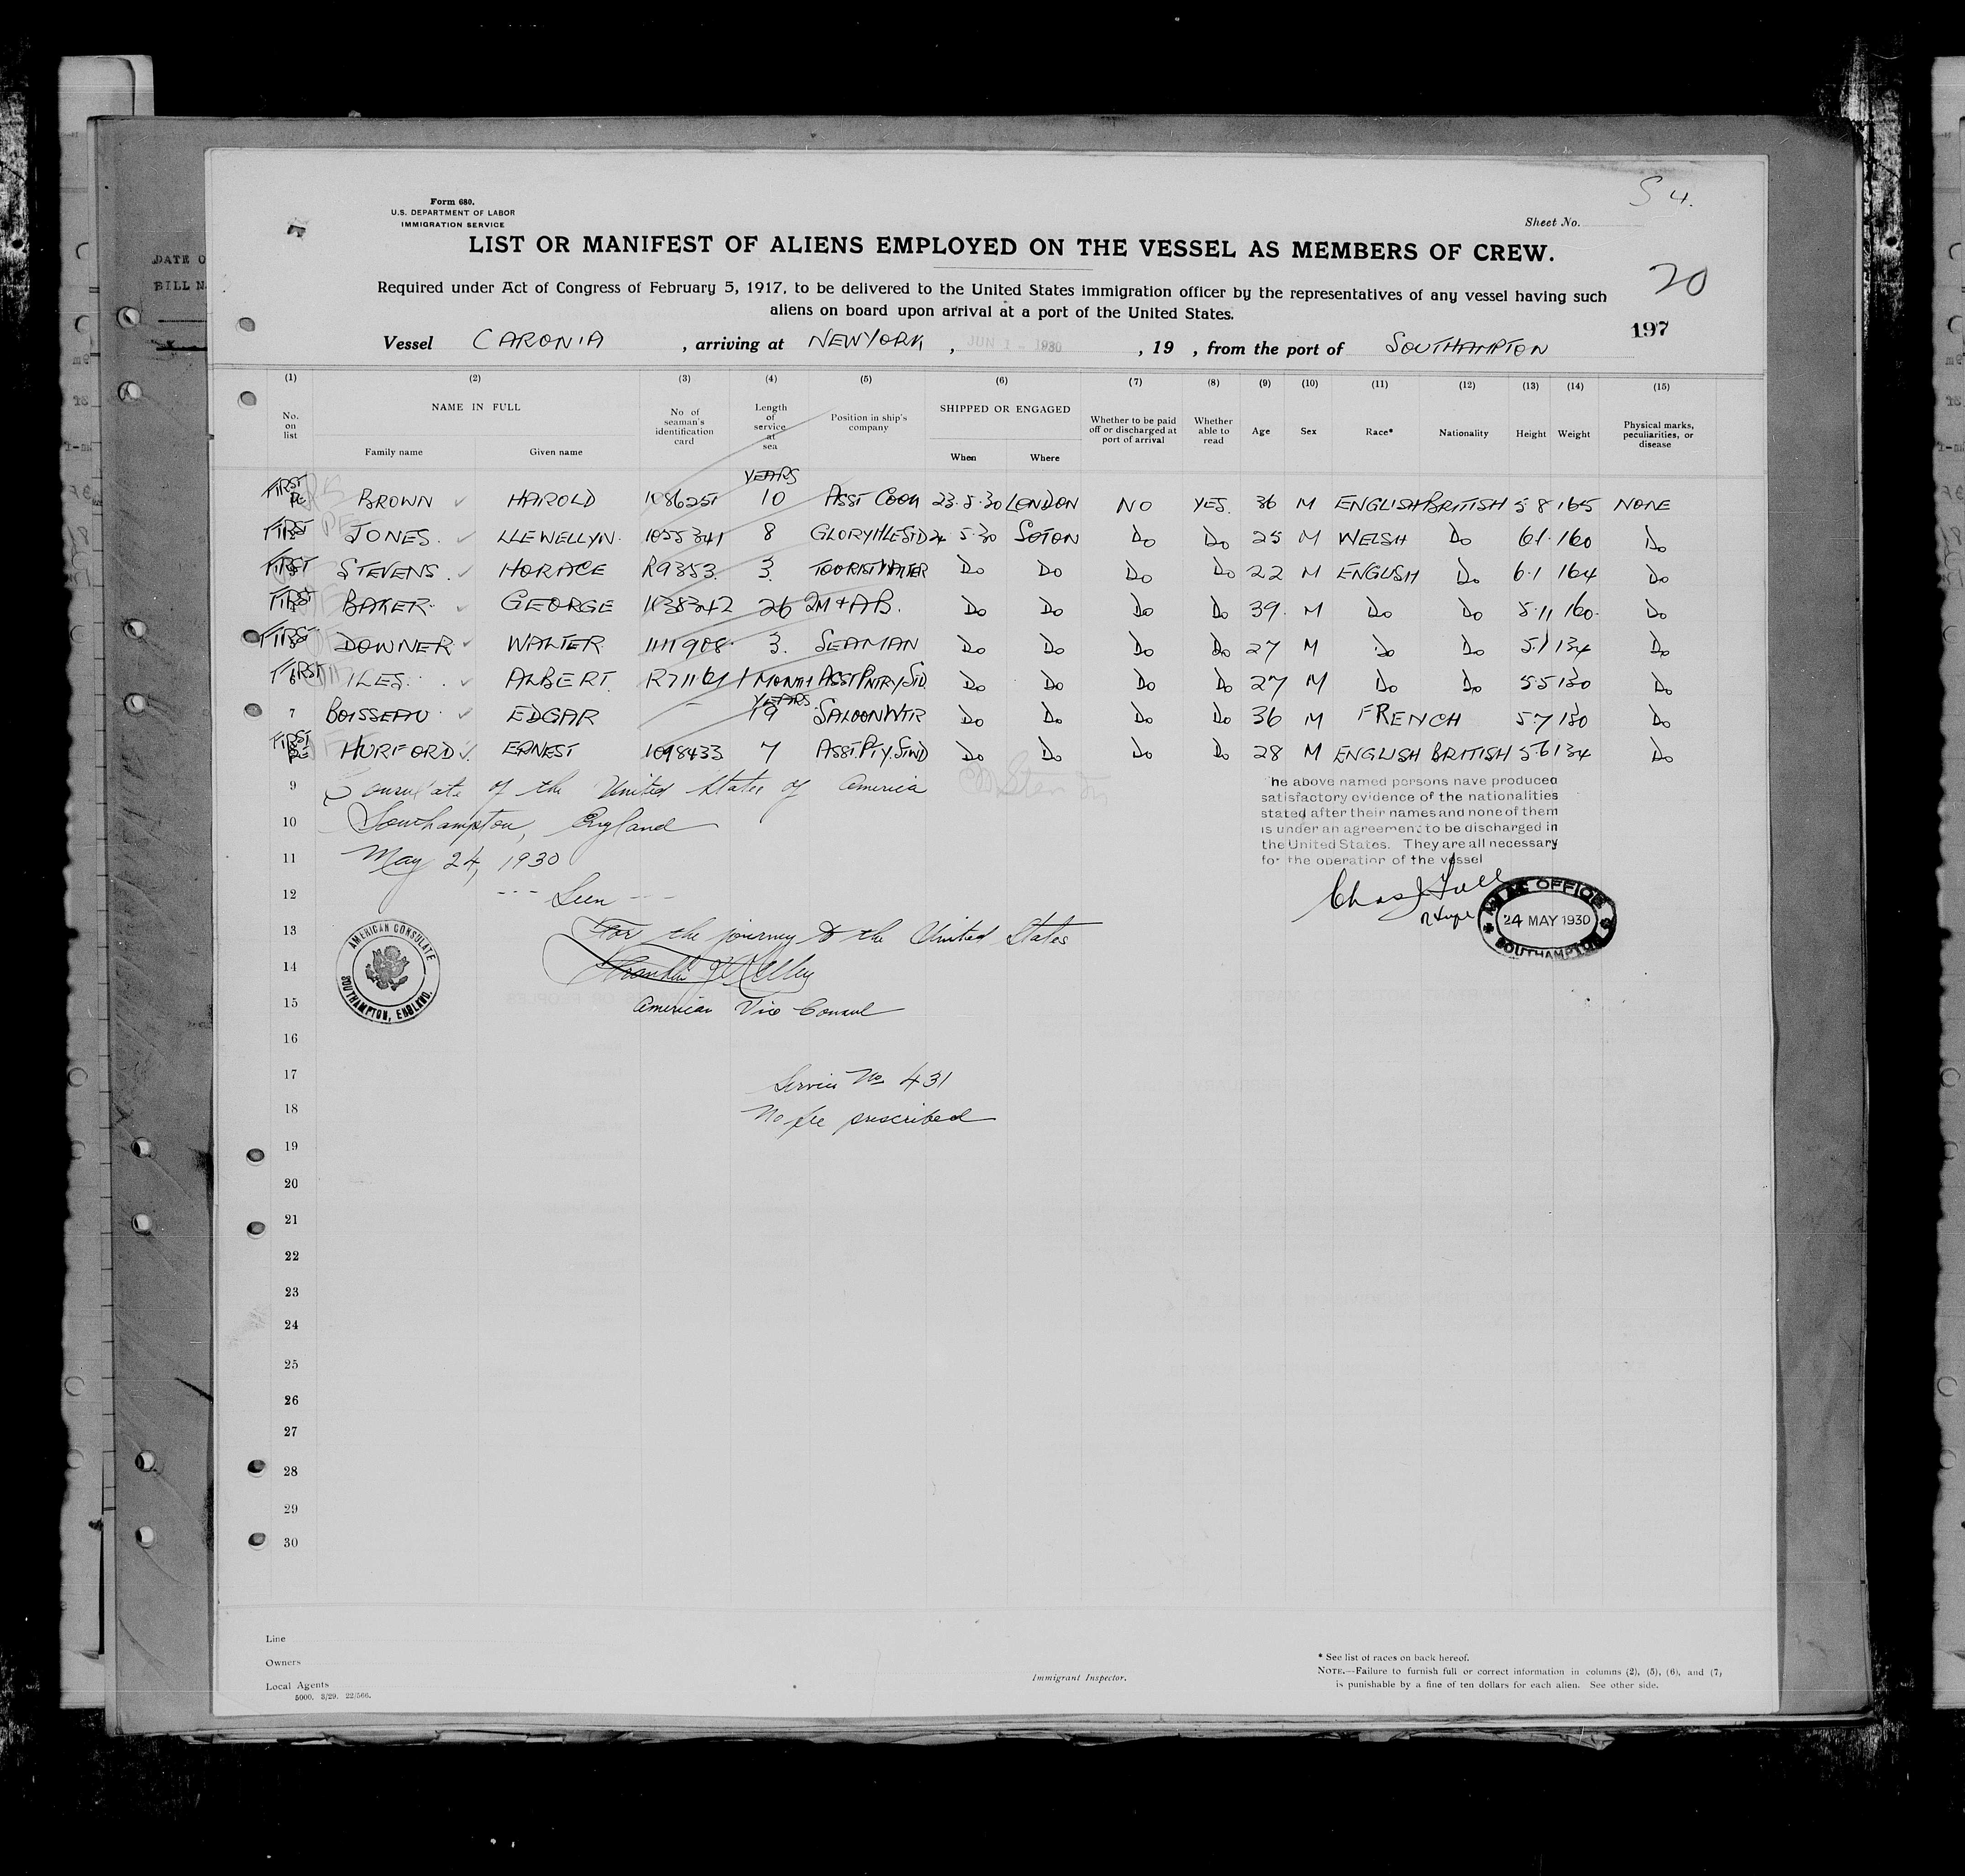 S 4.
Form 680.
U.S. DEPARTMENT OF LABOR
IMMIGRATION SERVICE
Sheet No.
LIST OR MANIFEST OF ALIENS EMPLOYED ON THE VESSEL AS MEMBERS OF CREW.
20
Required under Act of Congress of February 5, 1917, to be delivered to the United States immigration officer by the representatives of any vessel having such
aliens on board upon arrival at a port of the United States.
197
Vessel CARONIA , arriving at NEW YORK , JUN 1 - 1930 , 19 , from the port of SOUTHAMPTON
(1) (2) (3) (4) (5) (6) (7) (8) (9) (10) (11) (12) (13) (14) (15)
No. on list NAME IN FULL Family name Given name No of seaman's identification card Length of service at sea Position in ship's company SHIPPED OR ENGAGED When Where Whether to be paid off or discharged at port of arrival Whether able to read Age Sex Race* Nationality Height Weight Physical marks, peculiarities, or disease
YEARS
FIRST BROWN HAROLD 1086251 10 ASST COOK 23.5.30 LONDON NO YES. 36 M ENGLISH BRITISH 5 8 165 NONE
FIRST JONES. LLEWELLYN. 1055341 8 GLORYHLE STD 24 5.30 SOTON Do Do 25 M WELSH Do 6.1. 160 Do
FIRST STEVENS. HORACE R9353. 3. TOURIST WAITER Do Do Do Do 22 M ENGLISH Do 6.1 164 Do
FIRST BAKER. GEORGE 1138342 26 2M + AB. Do Do Do Do 39. M Do Do 5.11 160. Do
FIRST DOWNER WALTER. 1111908. 3. SEAMAN Do Do Do Do 27 M Do Do 5.1 134 Do
FIRST 6 ILES. ALBERT. R71161 1 MONTH ASST PNTRY STD. Do Do Do Do 27 M Do Do 5 5 130 Do
YEARS
7 BOISSEAU EDGAR - 19 SALOON WTR Do Do Do Do 36 M FRENCH 5 7 130 Do
FIRST HURFORD. ERNEST 1098433 7 ASST. PTY. STWD Do Do Do Do 28 M ENGLISH BRITISH 5.6 134 Do
9 Consulate of the United States of America
10 Southampton, England
11 May 24, 1930
12 --- Seen ---
he above named persons have produced
satisfactory evidence of the nationalities
stated after their names and none of them
is under an agreement to be discharged in
the United States. They are all necessary
for the operation of the vessel
OFFICE
24 MAY 1930
SOUTHAMPTON
13 For the journey to the United States
14
15 American Vice Consul
AMERICAN CONSULATE
SOUTHAMPTON, ENGLAND.
16
17 Service No. 431
18 No fee prescribed
19
20
21
22
23
24
25
26
27
28
29
30
Line
Owners
Local Agents
5000. 3/29. 22/566.
Immigrant Inspector.
* See list of races on back hereof.
NOTE.—Failure to furnish full or correct information in columns (2), (5), (6), and (7)
is punishable by a fine of ten dollars for each alien. See other side.
DATE O
BILL N